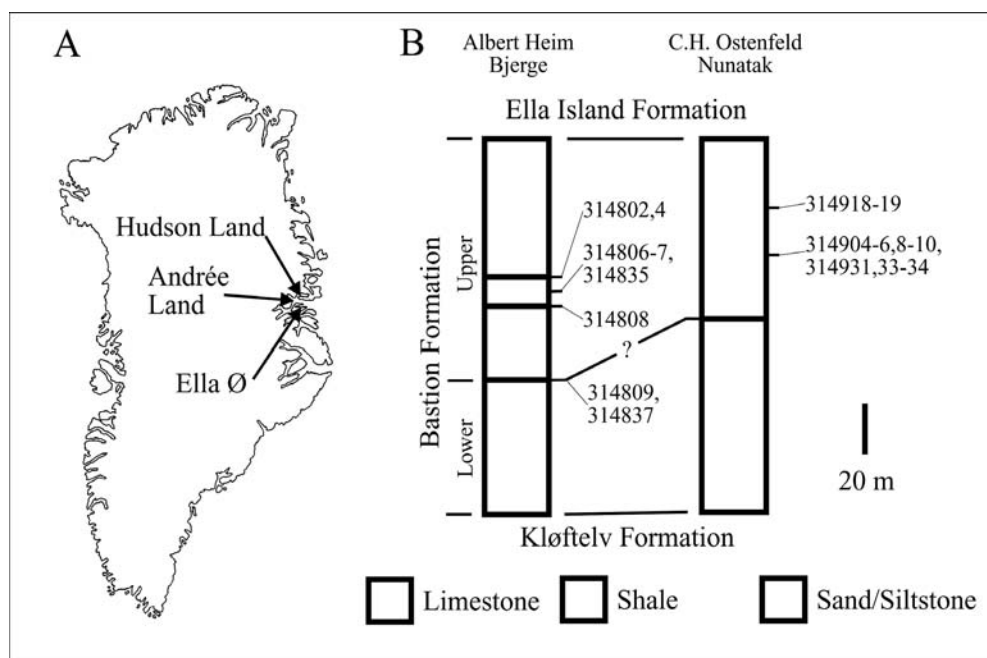 A
Hudson Land
Andrée
Land
Ella Ø
B
Albert Heim
Bjerge
C.H. Ostenfeld
Nunatak
Ella Island Formation
Bastion Formation
Upper
Lower
314802,4
314806-7,
314835
314808
?
314809,
314837
314918-19
314904-6,8-10,
314931,33-34
20 m
Kløftelv Formation
Limestone
Shale
Sand/Siltstone